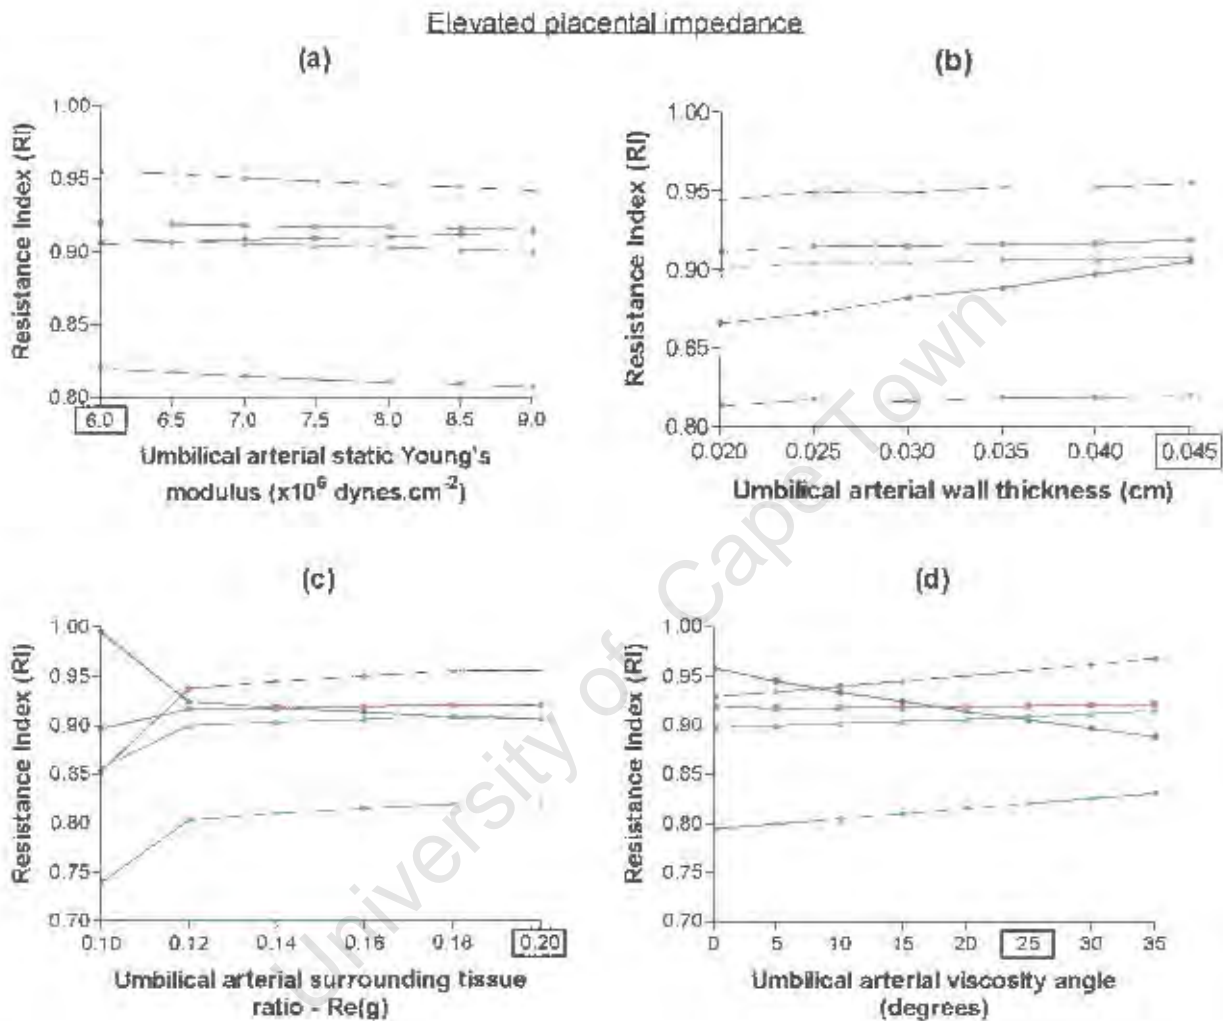 Elevated placental impedance
(a)
Resistance Index (RI)
1.00
0.95
0.90
0.85
0.80
6.0 6.5 7.0 7.5 8.0 8.5 9.0
Umbilical arterial static Young's
modulus (x10⁶ dynes.cm⁻²)
(b)
Resistance Index (RI)
1.00
0.95
0.90
0.85
0.80
0.020 0.025 0.030 0.035 0.040 0.045
Umbilical arterial wall thickness (cm)
(c)
Resistance Index (RI)
1.00
0.95
0.90
0.85
0.80
0.75
0.70
0.10 0.12 0.14 0.16 0.18 0.20
Umbilical arterial surrounding tissue
ratio - Re(g)
(d)
Resistance Index (RI)
1.00
0.95
0.90
0.85
0.80
0.75
0.70
0 5 10 15 20 25 30 35
Umbilical arterial viscosity angle
(degrees)
University of Cape Town